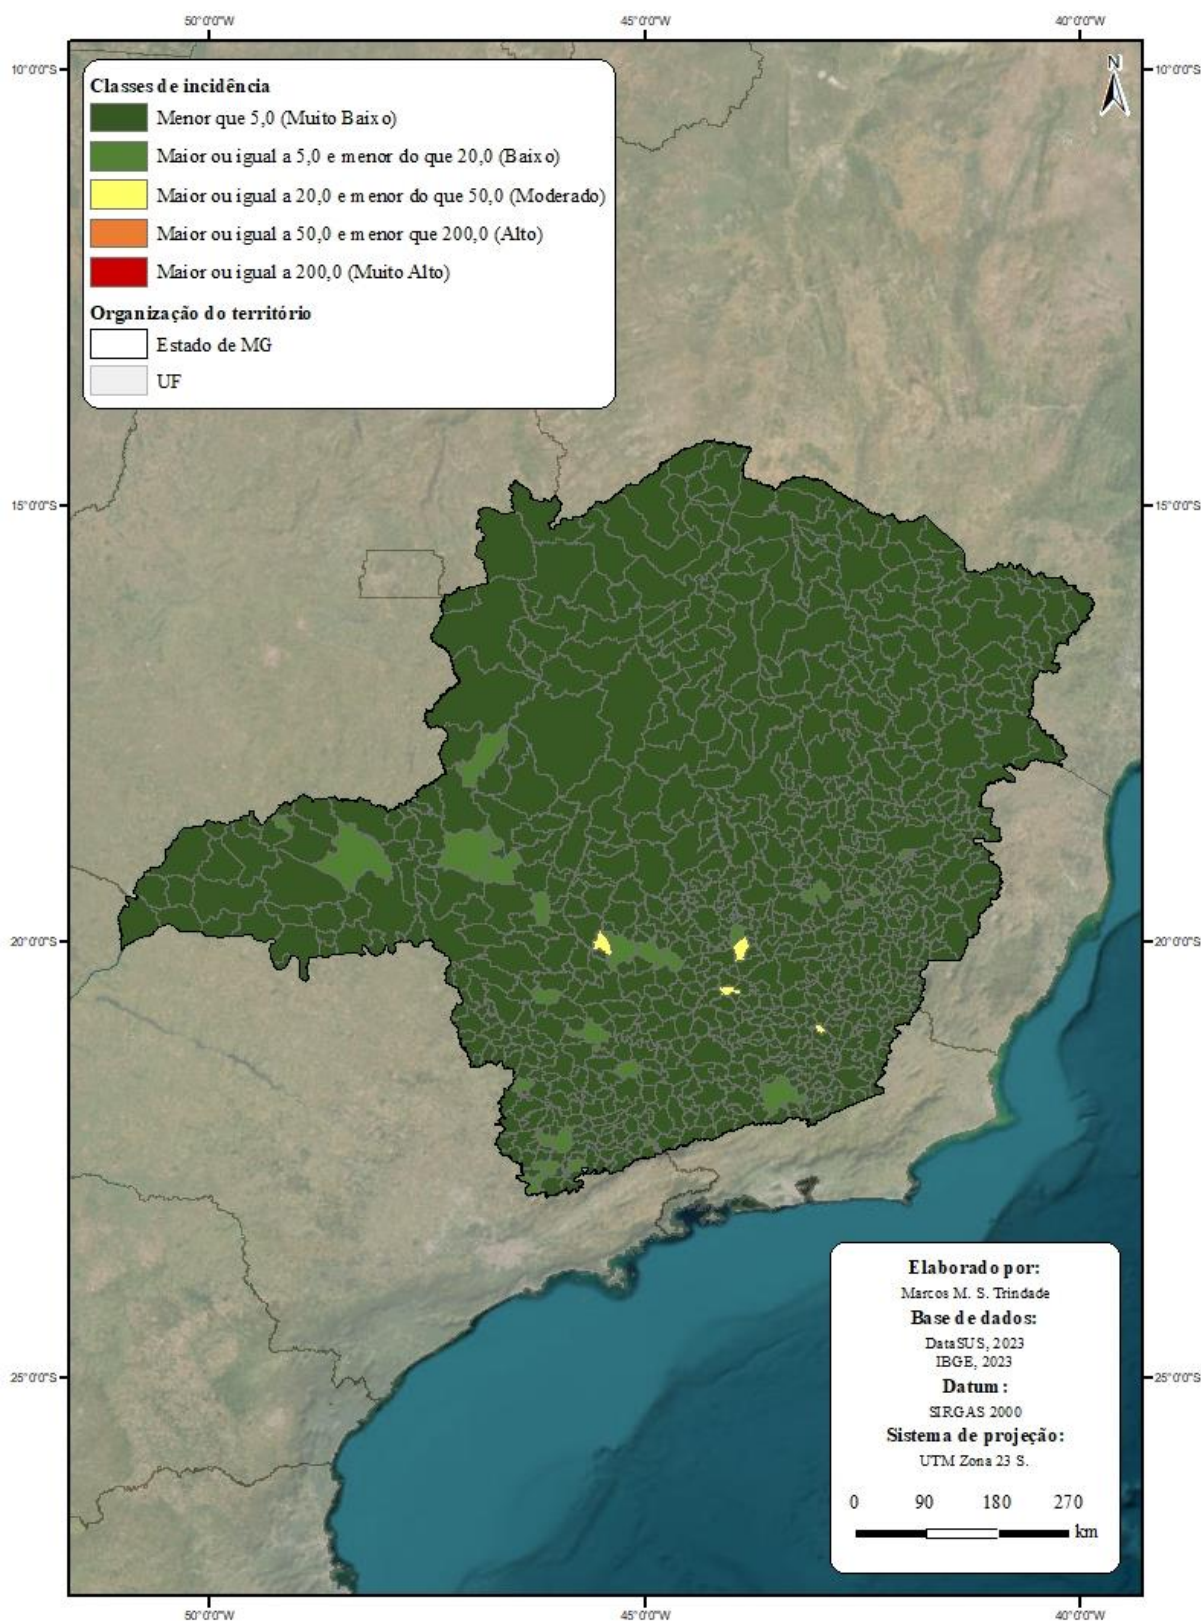 50°0'0"W 45°0'0"W 40°0'0"W
10°0'0"S 10°0'0"S
N
Classes de incidência
Menor que 5,0 (Muito Baixo)
Maior ou igual a 5,0 e menor do que 20,0 (Baixo)
Maior ou igual a 20,0 e menor do que 50,0 (Moderado)
Maior ou igual a 50,0 e menor que 200,0 (Alto)
Maior ou igual a 200,0 (Muito Alto)
Organização do território
Estado de MG
UF
15°0'0"S 15°0'0"S
20°0'0"S 20°0'0"S
Elaborado por:
Marcos M. S. Trindade
Base de dados:
DataSUS, 2023
IBGE, 2023
25°0'0"S 25°0'0"S
Datum:
SIRGAS 2000
Sistema de projeção:
UTM Zona 23 S.
0 90 180 270
km
50°0'0"W 45°0'0"W 40°0'0"W